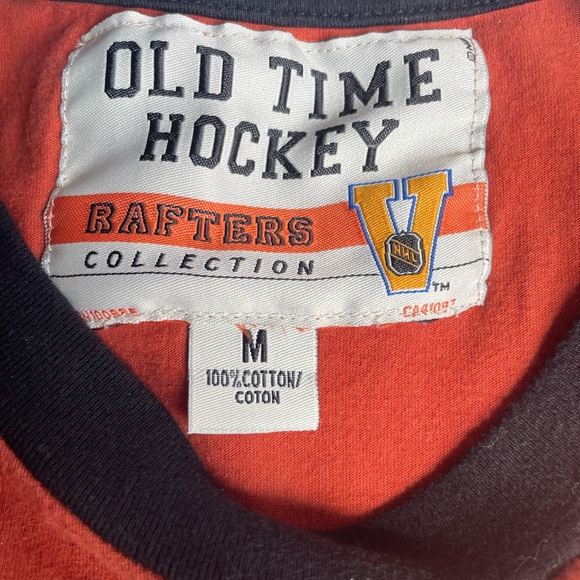 OLD TIME
HOCKEY
RAFTERS
COLLECTION
V
NHL
TM
M
100% COTTON/
COTON